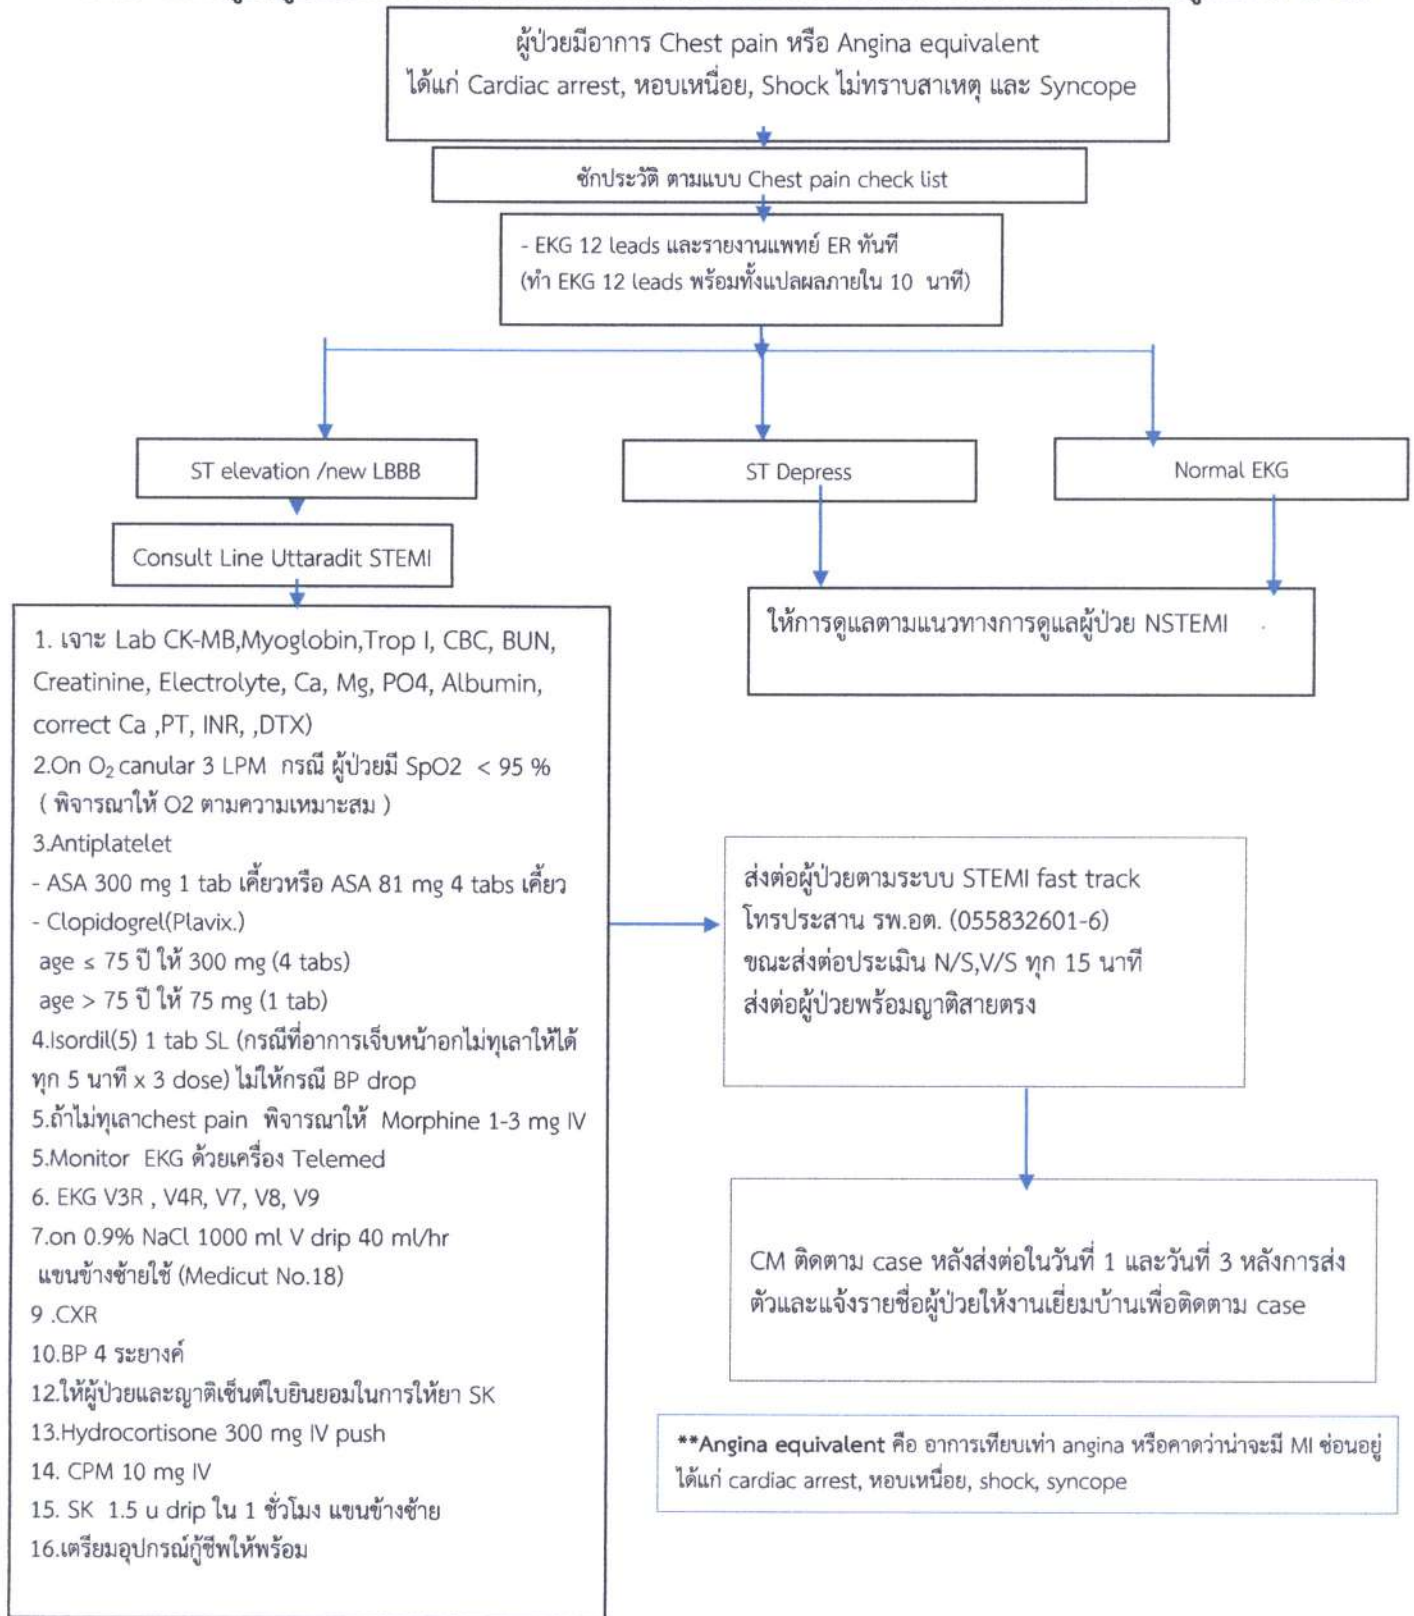 ผู้ป่วยมีอาการ Chest pain หรือ Angina equivalent
ได้แก่ Cardiac arrest, หอบเหนื่อย, Shock ไม่ทราบสาเหตุ และ Syncope
ซักประวัติ ตามแบบ Chest pain check list
- EKG 12 leads และรายงานแพทย์ ER ทันที
(ทำ EKG 12 leads พร้อมทั้งแปลผลภายใน 10 นาที)
ST elevation /new LBBB
ST Depress
Normal EKG
Consult Line Uttaradit STEMI
ให้การดูแลตามแนวทางการดูแลผู้ป่วย NSTEMI
1. เจาะ Lab CK-MB,Myoglobin,Trop I, CBC, BUN,
Creatinine, Electrolyte, Ca, Mg, PO4, Albumin,
correct Ca ,PT, INR, ,DTX)
2.On O₂ canular 3 LPM กรณี ผู้ป่วยมี SpO2 < 95 %
( พิจารณาให้ O2 ตามความเหมาะสม )
3.Antiplatelet
- ASA 300 mg 1 tab เคี้ยวหรือ ASA 81 mg 4 tabs เคี้ยว
- Clopidogrel(Plavix.)
age ≤ 75 ปี ให้ 300 mg (4 tabs)
age > 75 ปี ให้ 75 mg (1 tab)
4.Isordil(5) 1 tab SL (กรณีที่อาการเจ็บหน้าอกไม่ทุเลาให้ได้
ทุก 5 นาที x 3 dose) ไม่ให้กรณี BP drop
5.ถ้าไม่ทุเลาchest pain พิจารณาให้ Morphine 1-3 mg IV
5.Monitor EKG ด้วยเครื่อง Telemed
6. EKG V3R , V4R, V7, V8, V9
7.on 0.9% NaCl 1000 ml V drip 40 ml/hr
แขนข้างซ้ายใช้ (Medicut No.18)
9 .CXR
10.BP 4 ระยางค์
12.ให้ผู้ป่วยและญาติเซ็นต์ใบยินยอมในการให้ยา SK
13.Hydrocortisone 300 mg IV push
14. CPM 10 mg IV
15. SK 1.5 u drip ใน 1 ชั่วโมง แขนข้างซ้าย
16.เตรียมอุปกรณ์กู้ชีพให้พร้อม
ส่งต่อผู้ป่วยตามระบบ STEMI fast track
โทรประสาน รพ.อต. (055832601-6)
ขณะส่งต่อประเมิน N/S,V/S ทุก 15 นาที
ส่งต่อผู้ป่วยพร้อมญาติสายตรง
CM ติดตาม case หลังส่งต่อในวันที่ 1 และวันที่ 3 หลังการส่ง
ตัวและแจ้งรายชื่อผู้ป่วยให้งานเยี่ยมบ้านเพื่อติดตาม case
**Angina equivalent คือ อาการเทียบเท่า angina หรือคาดว่าน่าจะมี MI ซ่อนอยู่
ได้แก่ cardiac arrest, หอบเหนื่อย, shock, syncope